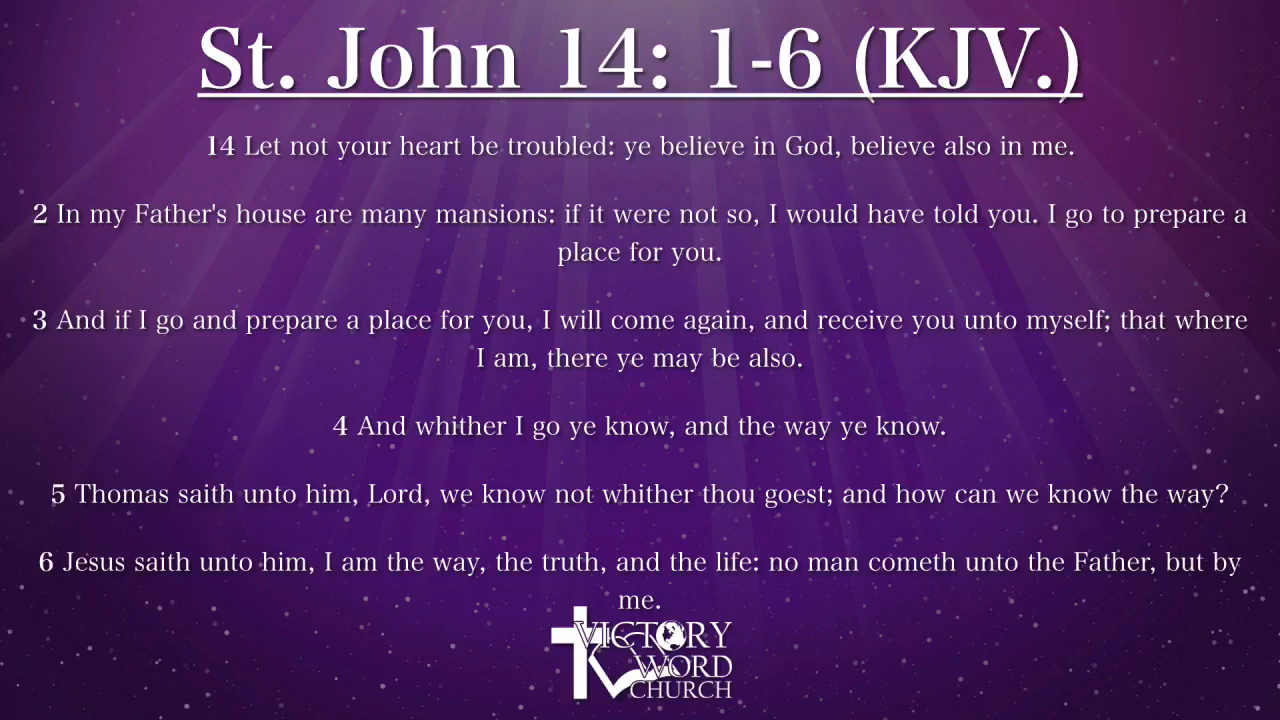 St. John 14: 1-6 (KJV.)
14 Let not your heart be troubled: ye believe in God, believe also in me.
2 In my Father's house are many mansions: if it were not so, I would have told you. I go to prepare a
place for you.
3 And if I go and prepare a place for you, I will come again, and receive you unto myself; that where
I am, there ye may be also.
4 And whither I go ye know, and the way ye know.
5 Thomas saith unto him, Lord, we know not whither thou goest; and how can we know the way?
6 Jesus saith unto him, I am the way, the truth, and the life: no man cometh unto the Father, but by
me.
VICTORY
WORD
CHURCH